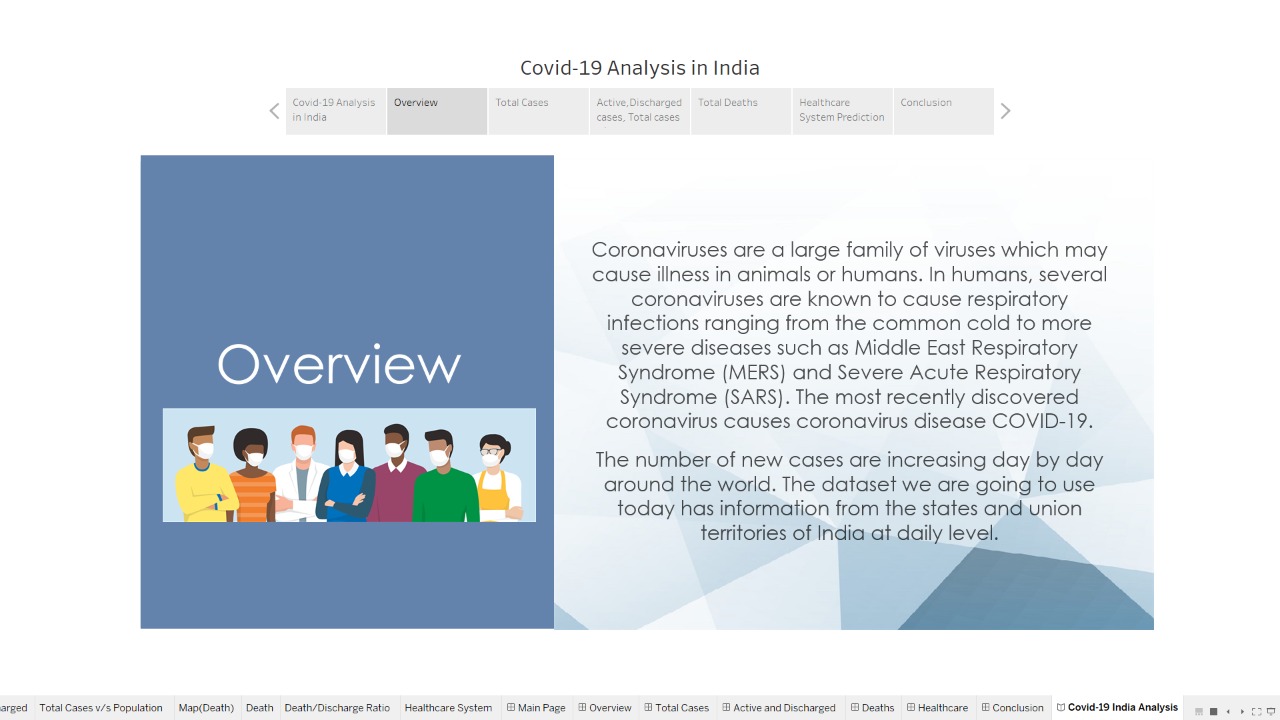 Covid-19 Analysis in India
Covid-19 Analysis
in India
Overview
Total Cases
Active,Discharged
cases, Total cases
Total Deaths
Healthcare
System Prediction
Conclusion
Overview
Coronaviruses are a large family of viruses which may
cause illness in animals or humans. In humans, several
coronaviruses are known to cause respiratory
infections ranging from the common cold to more
severe diseases such as Middle East Respiratory
Syndrome (MERS) and Severe Acute Respiratory
Syndrome (SARS). The most recently discovered
coronavirus causes coronavirus disease COVID-19.
The number of new cases are increasing day by day
around the world. The dataset we are going to use
today has information from the states and union
territories of India at daily level.
arged Total Cases v/s Population Map(Death) Death Death/Discharge Ratio Healthcare System Main Page Overview Total Cases Active and Discharged Deaths Healthcare Conclusion Covid-19 India Analysis